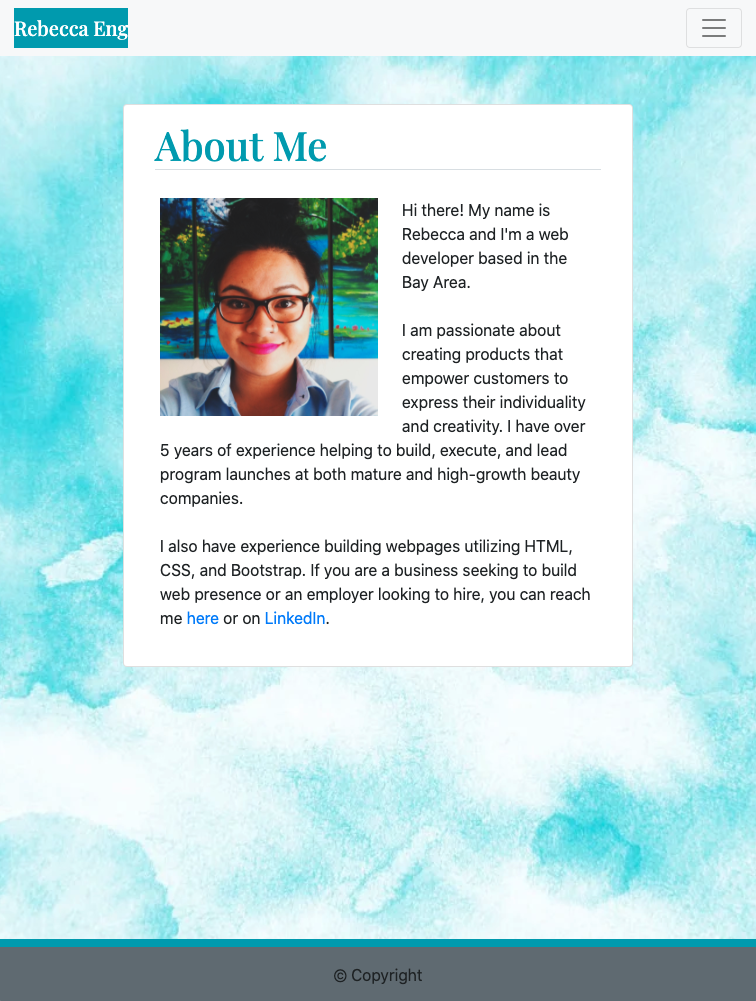 Rebecca Eng
About Me
Hi there! My name is
Rebecca and I'm a web
developer based in the
Bay Area.
I am passionate about
creating products that
empower customers to
express their individuality
and creativity. I have over
5 years of experience helping to build, execute, and lead
program launches at both mature and high-growth beauty
companies.
I also have experience building webpages utilizing HTML,
CSS, and Bootstrap. If you are a business seeking to build
web presence or an employer looking to hire, you can reach
me here or on LinkedIn.
© Copyright